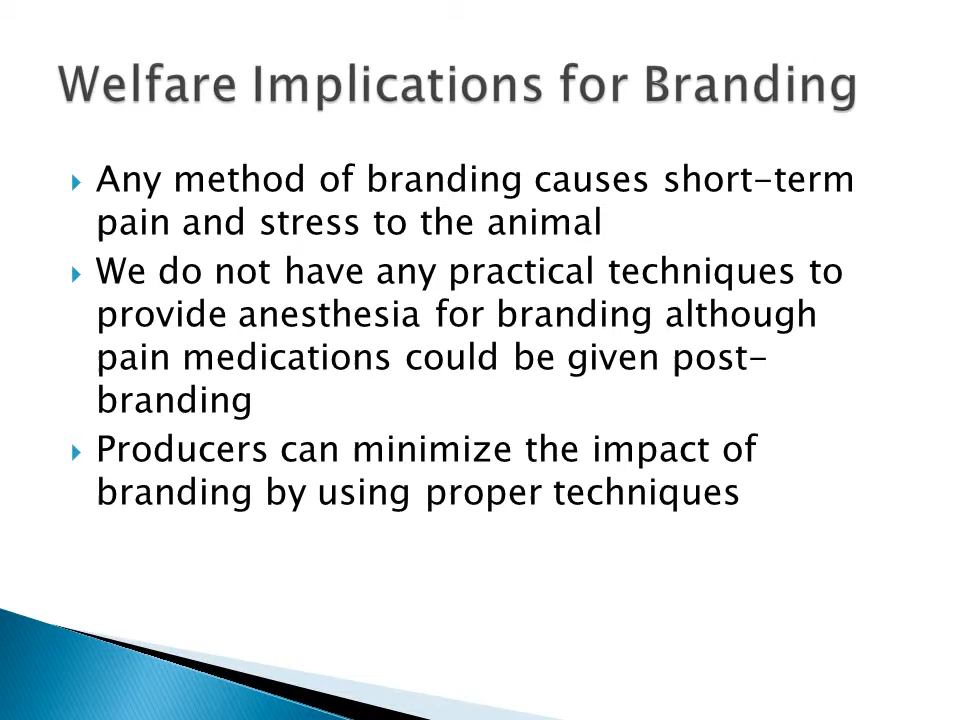 Welfare Implications for Branding
Any method of branding causes short-term
pain and stress to the animal
We do not have any practical techniques to
provide anesthesia for branding although
pain medications could be given post-
branding
Producers can minimize the impact of
branding by using proper techniques